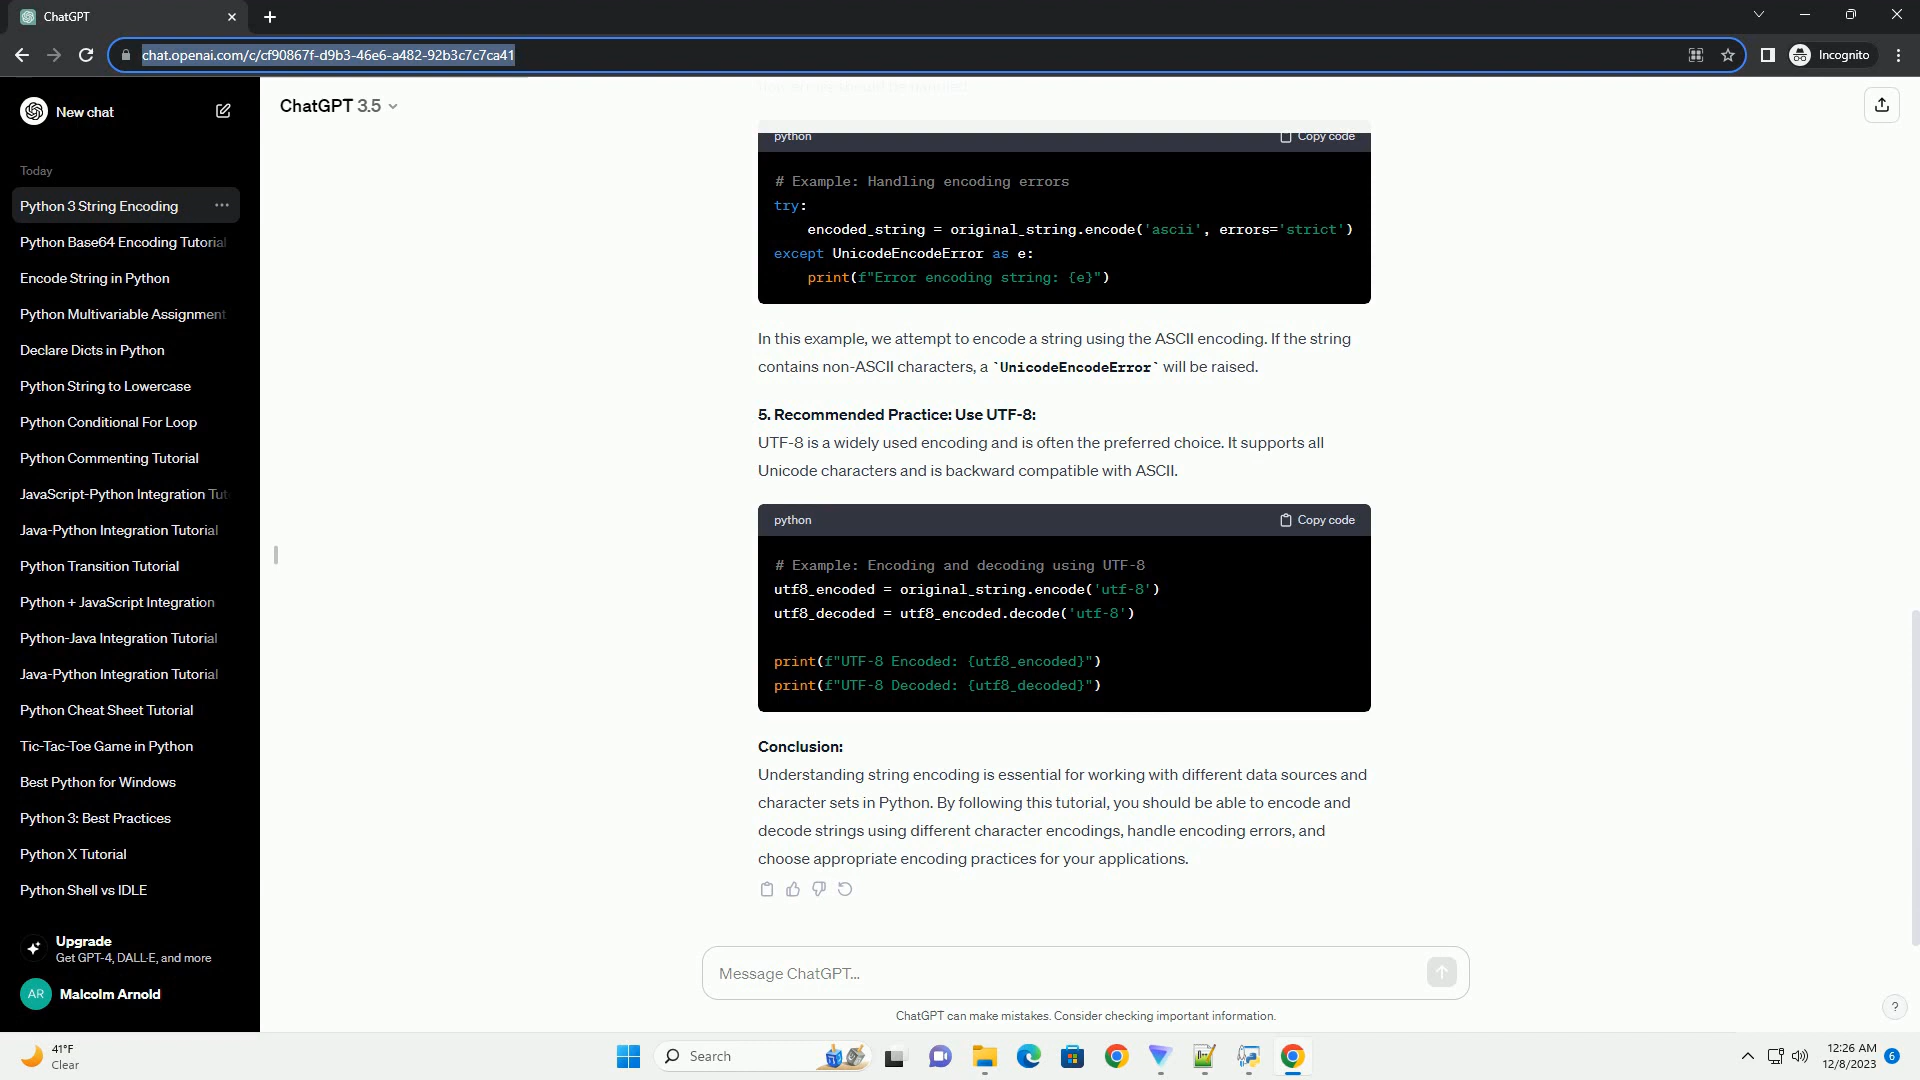 ChatGPT
chat.openai.com/c/cf90867f-d9b3-46e6-a482-92b3c7c7ca41
Incognito
New chat
Today
Python 3 String Encoding
Python Base64 Encoding Tutorial
Encode String in Python
Python Multivariable Assignment
Declare Dicts in Python
Python String to Lowercase
Python Conditional For Loop
Python Commenting Tutorial
JavaScript-Python Integration Tut
Java-Python Integration Tutorial
Python Transition Tutorial
Python + JavaScript Integration
Python-Java Integration Tutorial
Java-Python Integration Tutorial
Python Cheat Sheet Tutorial
Tic-Tac-Toe Game in Python
Best Python for Windows
Python 3: Best Practices
Python X Tutorial
Python Shell vs IDLE
Upgrade
Get GPT-4, DALL·E, and more
AR Malcolm Arnold
ChatGPT 3.5
python Copy code
# Example: Handling encoding errors
try:
    encoded_string = original_string.encode('ascii', errors='strict')
except UnicodeEncodeError as e:
    print(f"Error encoding string: {e}")
In this example, we attempt to encode a string using the ASCII encoding. If the string
contains non-ASCII characters, a `UnicodeEncodeError` will be raised.
5. Recommended Practice: Use UTF-8:
UTF-8 is a widely used encoding and is often the preferred choice. It supports all
Unicode characters and is backward compatible with ASCII.
python Copy code
# Example: Encoding and decoding using UTF-8
utf8_encoded = original_string.encode('utf-8')
utf8_decoded = utf8_encoded.decode('utf-8')
print(f"UTF-8 Encoded: {utf8_encoded}")
print(f"UTF-8 Decoded: {utf8_decoded}")
Conclusion:
Understanding string encoding is essential for working with different data sources and
character sets in Python. By following this tutorial, you should be able to encode and
decode strings using different character encodings, handle encoding errors, and
choose appropriate encoding practices for your applications.
Message ChatGPT...
ChatGPT can make mistakes. Consider checking important information.
?
41°F
Clear
Search
12:26 AM
12/8/2023
6